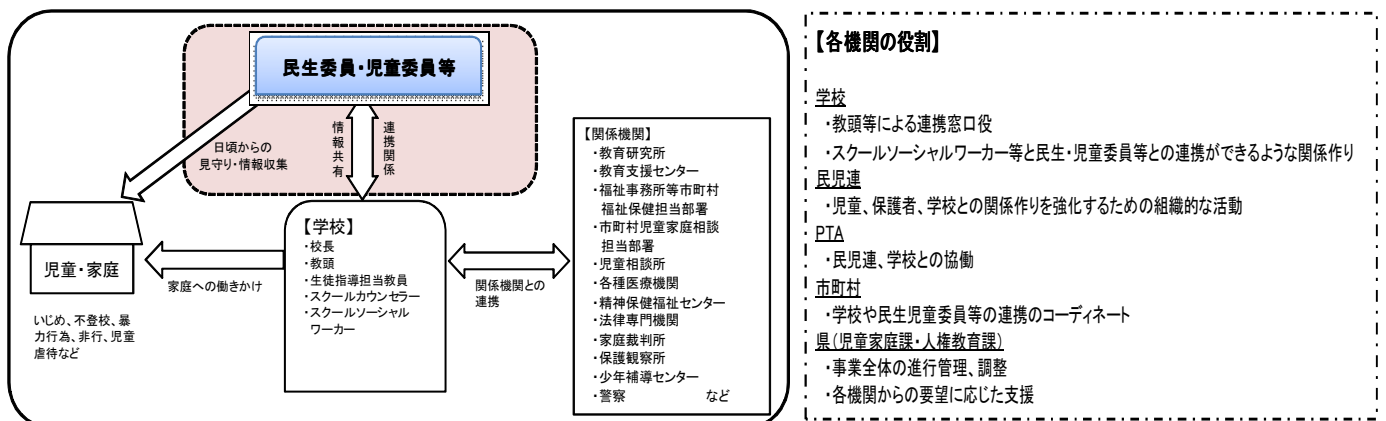 民生委員・児童委員等
日頃からの
見守り・情報収集
情報共有
連携関係
児童・家庭
いじめ、不登校、暴
力行為、非行、児童
虐待など
家庭への働きかけ
【学校】
・校長
・教頭
・生徒指導担当教員
・スクールカウンセラー
・スクールソーシャル
ワーカー
関係機関との
連携
【関係機関】
・教育研究所
・教育支援センター
・福祉事務所等市町村
福祉保健担当部署
・市町村児童家庭相談
担当部署
・児童相談所
・各種医療機関
・精神保健福祉センター
・法律専門機関
・家庭裁判所
・保護観察所
・少年補導センター
・警察 など
【各機関の役割】
学校
・教頭等による連携窓口役
・スクールソーシャルワーカー等と民生・児童委員等との連携ができるような関係作り
民児連
・児童、保護者、学校との関係作りを強化するための組織的な活動
PTA
・民児連、学校との協働
市町村
・学校や民生児童委員等の連携のコーディネート
県(児童家庭課・人権教育課)
・事業全体の進行管理、調整
・各機関からの要望に応じた支援